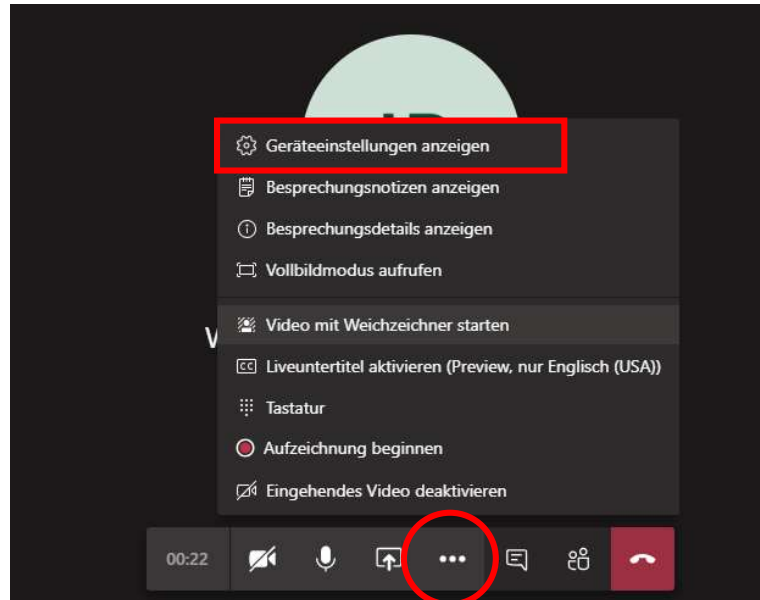 Geräteeinstellungen anzeigen
Besprechungsnotizen anzeigen
Besprechungsdetails anzeigen
Vollbildmodus aufrufen
Video mit Weichzeichner starten
Liveuntertitel aktivieren (Preview, nur Englisch (USA))
Tastatur
Aufzeichnung beginnen
Eingehendes Video deaktivieren
00:22